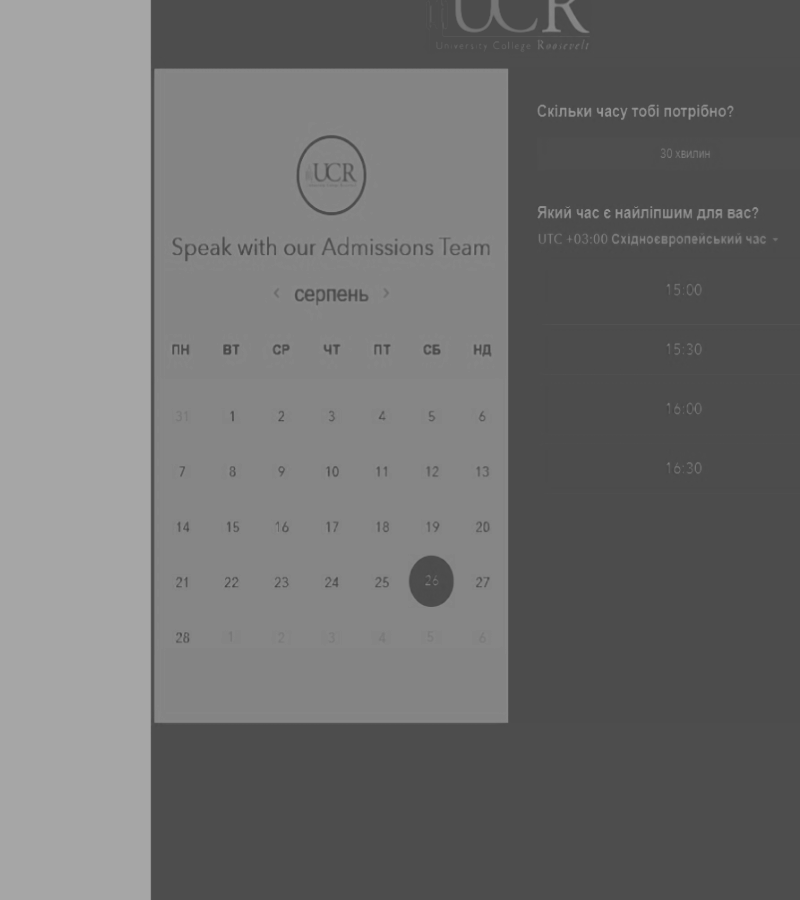 UCR
University College Roosevelt
UCR
Speak with our Admissions Team
‹ серпень ›
ПН ВТ СР ЧТ ПТ СБ НД
31 1 2 3 4 5 6
7 8 9 10 11 12 13
14 15 16 17 18 19 20
21 22 23 24 25 26 27
28 1 2 3 4 5 6
Скільки часу тобі потрібно?
30 хвилин
Який час є найліпшим для вас?
UTC +03:00 Східноєвропейський час
15:00
15:30
16:00
16:30